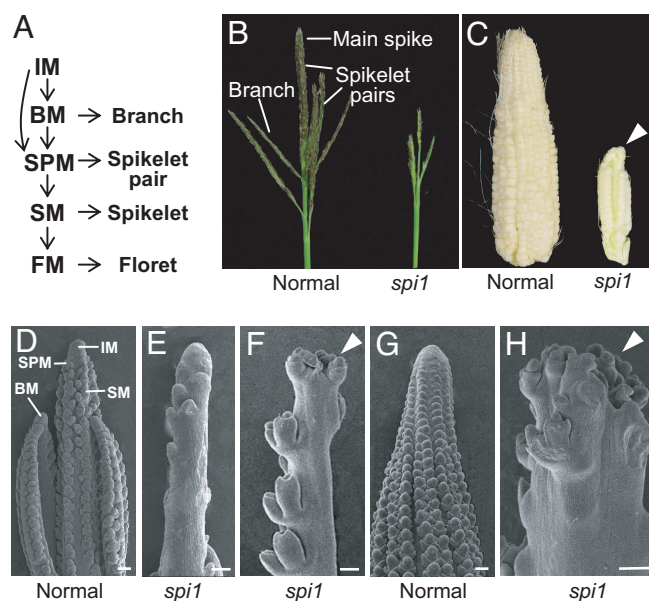 A
IM
BM
Branch
SPM
Spikelet
pair
SM
Spikelet
FM
Floret
B
Main spike
Spikelet
pairs
Branch
Normal
spi1
C
Normal
spi1
D
IM
SPM
BM
SM
Normal
E
spi1
F
G
Normal
H
spi1